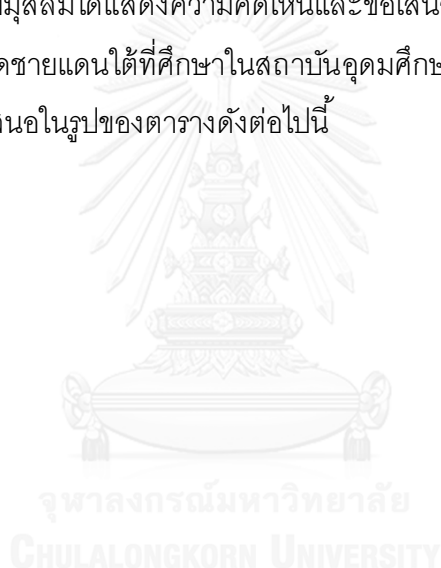 มุสลิมได้แสดงความคิดเห็นและขอเสน
ดชายแดนใต้ที่ศึกษาในสถาบันอุดมศึกษ
นอในรูปของตารางดังต่อไปนี้
จุฬาลงกรณ์มหาวิทยาลัย
CHULALONGKORN UNIVERSITY